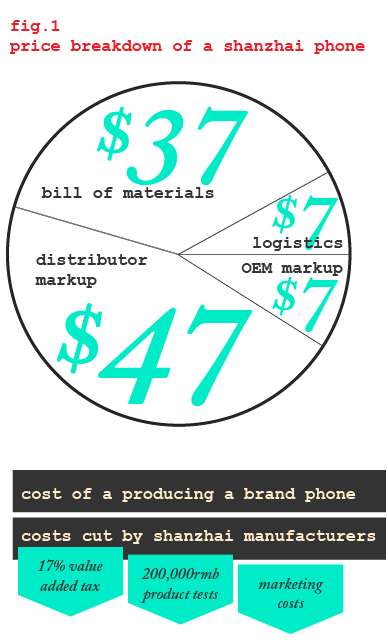 fig.1
price breakdown of a shanzhai phone
$37
bill of materials
$7
logistics
OEM markup
$7
distributor
markup
$47
cost of a producing a brand phone
costs cut by shanzhai manufacturers
17% value
added tax
200,000rmb
product tests
marketing
costs